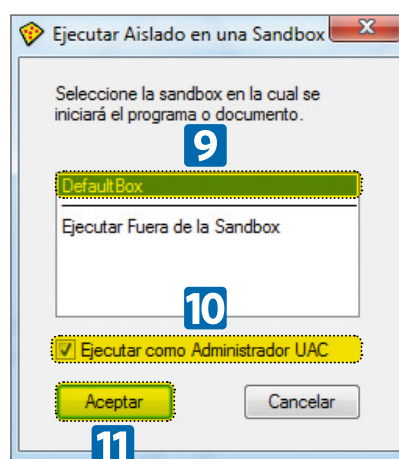 Ejecutar Aislado en una Sandbox
X
Seleccione la sandbox en la cual se
iniciará el programa o documento.
9
DefaultBox
Ejecutar Fuera de la Sandbox
10
Ejecutar como Administrador UAC
Aceptar Cancelar
11